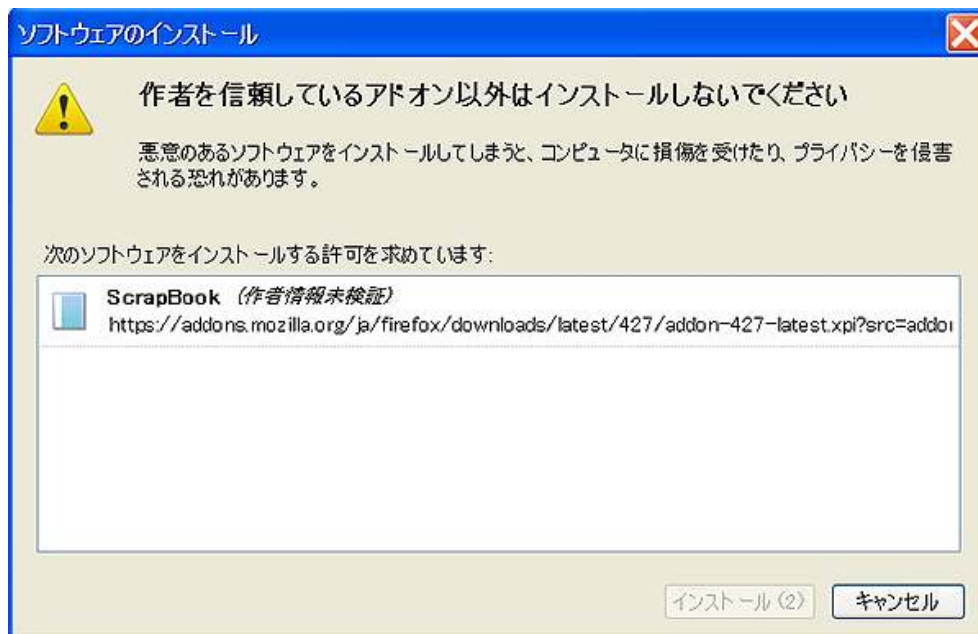 ソフトウェアのインストール
作者を信頼しているアドオン以外はインストールしないでください
悪意のあるソフトウェアをインストールしてしまうと、コンピュータに損傷を受けたり、プライバシーを侵害
される恐れがあります。
次のソフトウェアをインストールする許可を求めています:
ScrapBook (作者情報未検証)
https://addons.mozilla.org/ja/firefox/downloads/latest/427/addon-427-latest.xpi?src=addon
インストール (2)
キャンセル